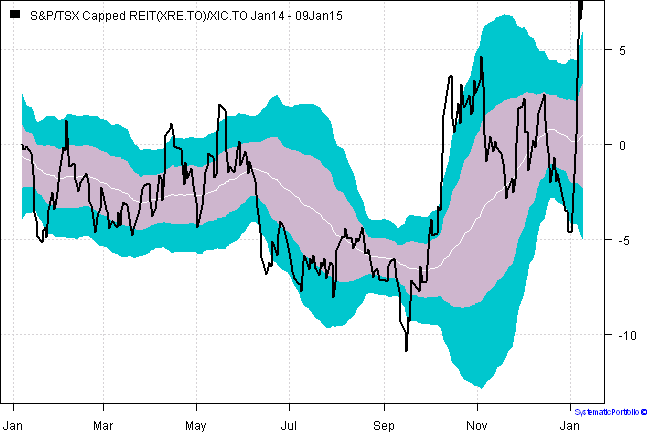 S&P/TSX Capped REIT(XRE.TO)/XIC.TO Jan14 - 09Jan15
5
0
-5
-10
SystematicPortfolio ©
Jan Mar May Jul Sep Nov Jan